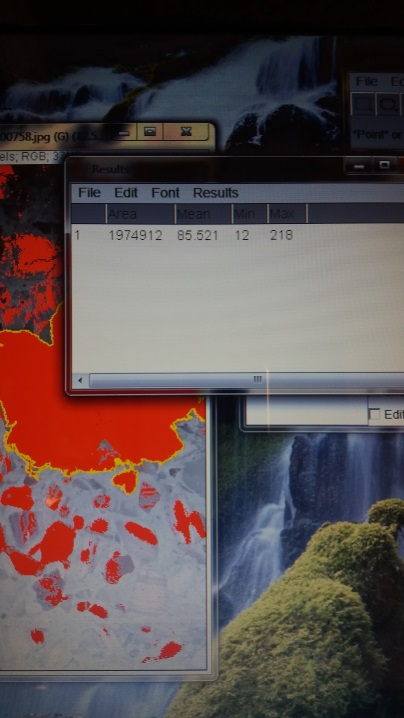 File
00758.jpg (G)
"Point" or
els; RGB; 3
Results
File Edit Font Results
Area Mean Min Max
1 1974912 85.521 12 218
Edit